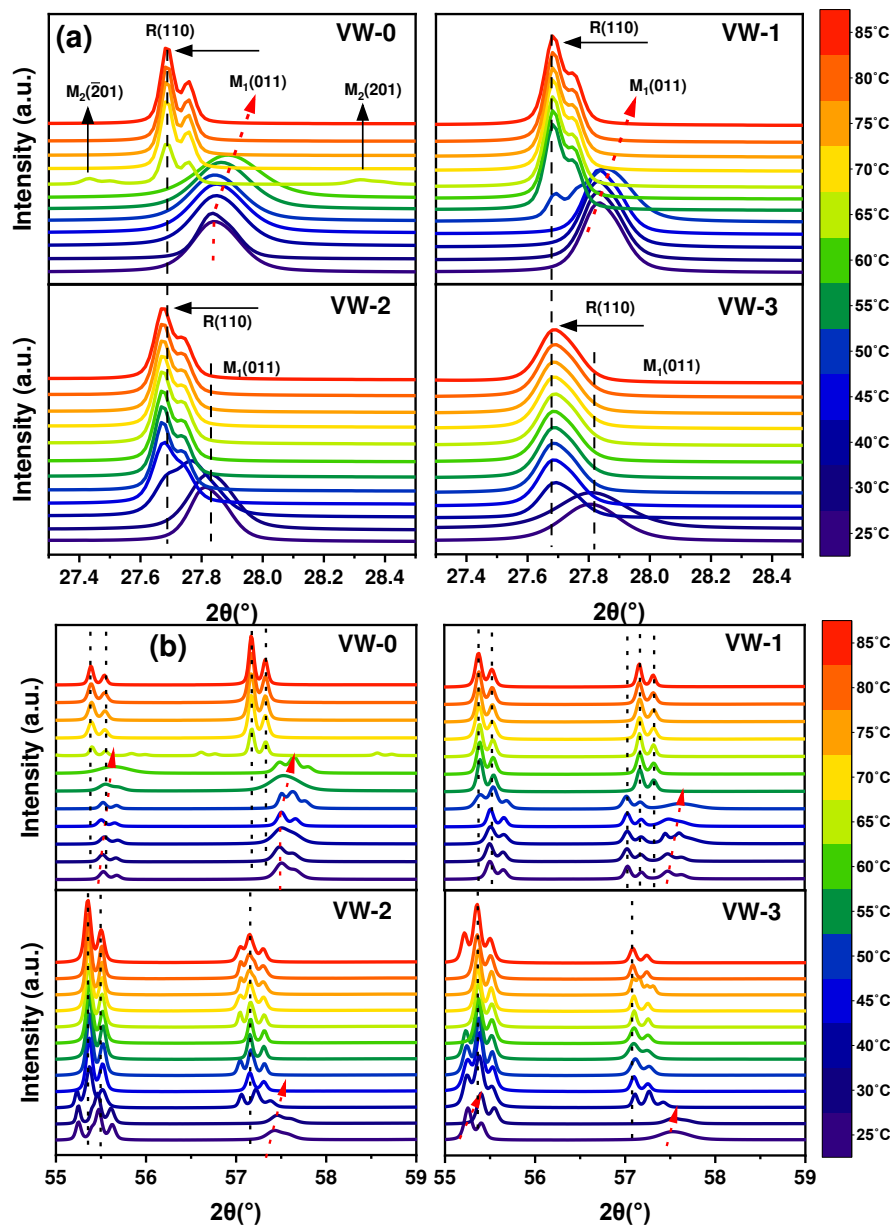 (a)
VW-0
R(110)
M₂(2̄01)
M₁(011)
M₂(201)
VW-1
R(110)
M₁(011)
Intensity (a.u.)
VW-2
R(110)
M₁(011)
VW-3
R(110)
M₁(011)
Intensity (a.u.)
27.4 27.6 27.8 28.0 28.2 28.4
27.4 27.6 27.8 28.0 28.2 28.4
2θ(°)
2θ(°)
85°C
80°C
75°C
70°C
65°C
60°C
55°C
50°C
45°C
40°C
30°C
25°C
(b)
VW-0
VW-1
Intensity (a.u.)
VW-2
VW-3
Intensity (a.u.)
55 56 57 58 59
55 56 57 58 59
2θ(°)
2θ(°)
85°C
80°C
75°C
70°C
65°C
60°C
55°C
50°C
45°C
40°C
30°C
25°C